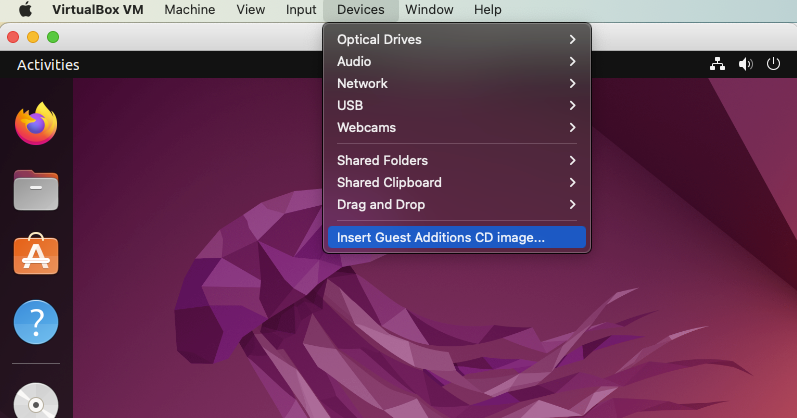 VirtualBox VM Machine View Input Devices Window Help
Activities
Optical Drives
Audio
Network
USB
Webcams
Shared Folders
Shared Clipboard
Drag and Drop
Insert Guest Additions CD image...